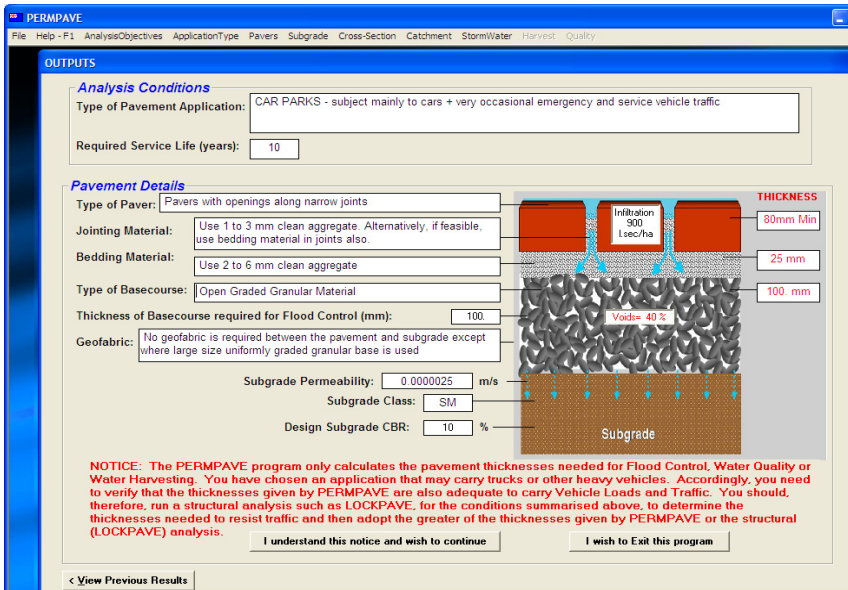 PERMPAVE
File Help - F1 AnalysisObjectives ApplicationType Pavers Subgrade Cross-Section Catchment StormWater Harvest Quality
OUTPUTS
Analysis Conditions
Type of Pavement Application:
CAR PARKS - subject mainly to cars + very occasional emergency and service vehicle traffic
Required Service Life (years):
10
Pavement Details
Type of Paver:
Pavers with openings along narrow joints
Jointing Material:
Use 1 to 3 mm clean aggregate. Alternatively, if feasible,
use bedding material in joints also.
Bedding Material:
Use 2 to 6 mm clean aggregate
Type of Basecourse:
Open Graded Granular Material
Thickness of Basecourse required for Flood Control (mm):
100.
Geofabric:
No geofabric is required between the pavement and subgrade except
where large size uniformly graded granular base is used
Subgrade Permeability:
0.0000025
m/s
Subgrade Class:
SM
Design Subgrade CBR:
10
%
THICKNESS
Infiltration
900
l.sec/ha
80mm Min
25 mm
100. mm
Voids= 40 %
Subgrade
NOTICE: The PERMPAVE program only calculates the pavement thicknesses needed for Flood Control, Water Quality or
Water Harvesting. You have chosen an application that may carry trucks or other heavy vehicles. Accordingly, you need
to verify that the thicknesses given by PERMPAVE are also adequate to carry Vehicle Loads and Traffic. You should,
therefore, run a structural analysis such as LOCKPAVE, for the conditions summarised above, to determine the
thicknesses needed to resist traffic and then adopt the greater of the thicknesses given by PERMPAVE or the structural
(LOCKPAVE) analysis.
I understand this notice and wish to continue
I wish to Exit this program
< View Previous Results